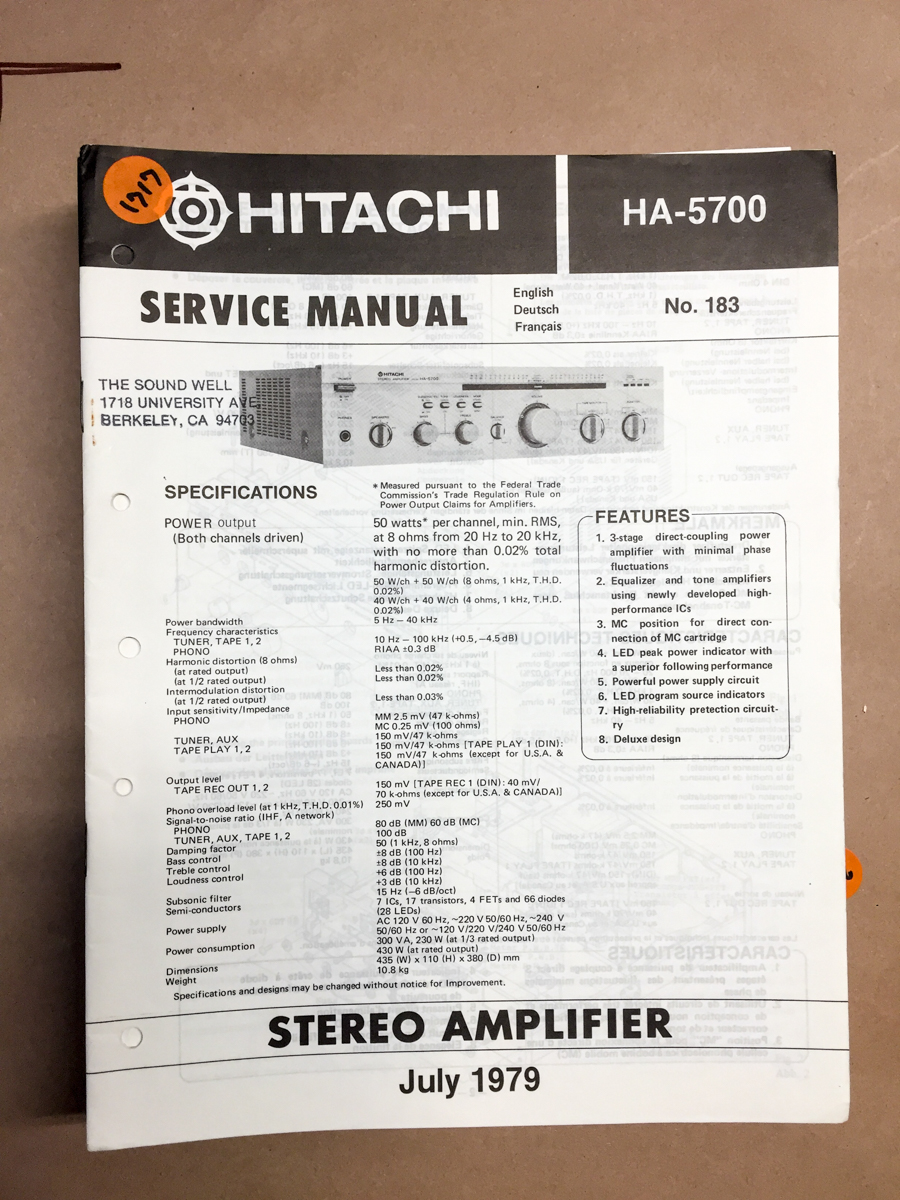 1717
HITACHI
HA-5700
SERVICE MANUAL
English
Deutsch
Français
No. 183
THE SOUND WELL
1718 UNIVERSITY AVE
BERKELEY, CA 94703
HITACHI
HA-5700
SPECIFICATIONS
* Measured pursuant to the Federal Trade
Commission's Trade Regulation Rule on
Power Output Claims for Amplifiers.
POWER output
(Both channels driven)
50 watts* per channel, min. RMS,
at 8 ohms from 20 Hz to 20 kHz,
with no more than 0.02% total
harmonic distortion.
50 W/ch + 50 W/ch (8 ohms, 1 kHz, T.H.D.
0.02%)
40 W/ch + 40 W/ch (4 ohms, 1 kHz, T.H.D.
0.02%)
Power bandwidth 5 Hz – 40 kHz
Frequency characteristics
TUNER, TAPE 1, 2 10 Hz – 100 kHz (+0.5, –4.5 dB)
PHONO RIAA ±0.3 dB
Harmonic distortion (8 ohms)
(at rated output) Less than 0.02%
(at 1/2 rated output) Less than 0.02%
Intermodulation distortion
(at 1/2 rated output) Less than 0.03%
Input sensitivity/Impedance
PHONO MM 2.5 mV (47 k-ohms)
MC 0.25 mV (100 ohms)
TUNER, AUX 150 mV/47 k-ohms
TAPE PLAY 1, 2 150 mV/47 k-ohms [TAPE PLAY 1 (DIN):
150 mV/47 k-ohms (except for U.S.A. &
CANADA)]
Output level
TAPE REC OUT 1, 2 150 mV [TAPE REC 1 (DIN): 40 mV/
70 k-ohms (except for U.S.A. & CANADA)]
Phono overload level (at 1 kHz, T.H.D. 0.01%) 250 mV
Signal-to-noise ratio (IHF, A network)
PHONO 80 dB (MM) 60 dB (MC)
TUNER, AUX, TAPE 1, 2 100 dB
Damping factor 50 (1 kHz, 8 ohms)
Bass control ±8 dB (100 Hz)
Treble control ±8 dB (10 kHz)
Loudness control +6 dB (100 Hz)
+3 dB (10 kHz)
Subsonic filter 15 Hz (–6 dB/oct)
Semi-conductors 7 ICs, 17 transistors, 4 FETs and 66 diodes
(28 LEDs)
Power supply AC 120 V 60 Hz, ~220 V 50/60 Hz, ~240 V
50/60 Hz or ~120 V/220 V/240 V 50/60 Hz
Power consumption 300 VA, 230 W (at 1/3 rated output)
430 W (at rated output)
Dimensions 435 (W) x 110 (H) x 380 (D) mm
Weight 10.8 kg
Specifications and designs may be changed without notice for Improvement.
FEATURES
1. 3-stage direct-coupling power
amplifier with minimal phase
fluctuations
2. Equalizer and tone amplifiers
using newly developed high-
performance ICs
3. MC position for direct con-
nection of MC cartridge
4. LED peak power indicator with
a superior following performance
5. Powerful power supply circuit
6. LED program source indicators
7. High-reliability pretection circuit-
ry
8. Deluxe design
STEREO AMPLIFIER
July 1979